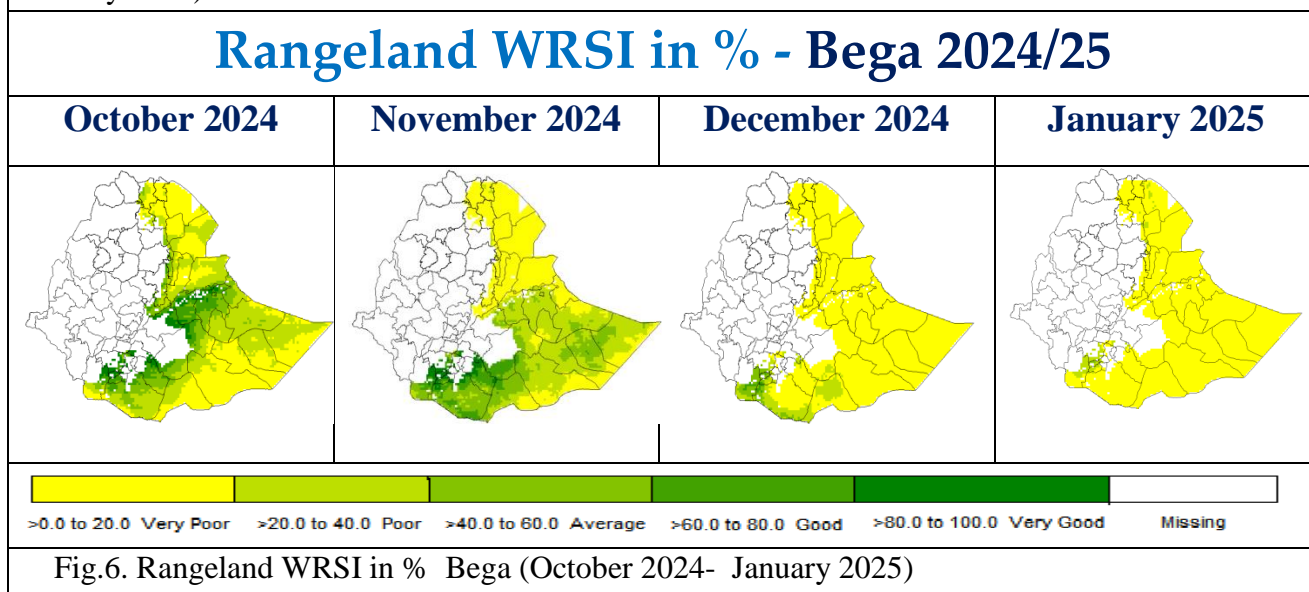 Rangeland WRSI in % - Bega 2024/25
October 2024 November 2024 December 2024 January 2025
>0.0 to 20.0 Very Poor >20.0 to 40.0 Poor >40.0 to 60.0 Average >60.0 to 80.0 Good >80.0 to 100.0 Very Good Missing
Fig.6. Rangeland WRSI in % Bega (October 2024- January 2025)